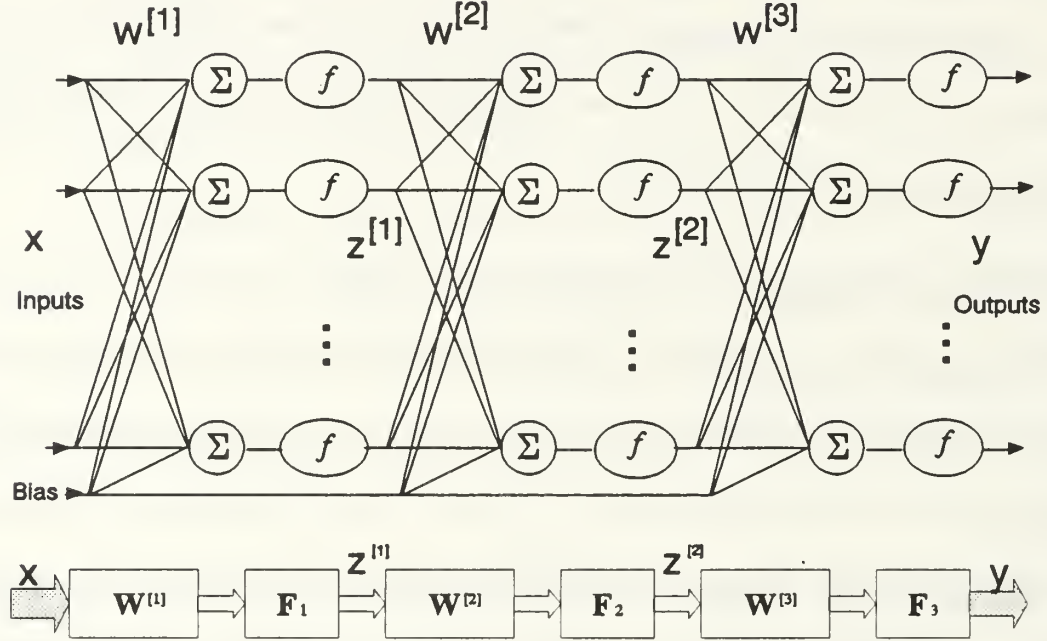 W[1] W[2] W[3]
Σ f Σ f Σ f
Σ f Σ f Σ f
x z[1] z[2] y
Inputs Outputs
Σ f Σ f Σ f
Bias
x z[1] z[2] y
W[1] F1 W[2] F2 W[3] F3